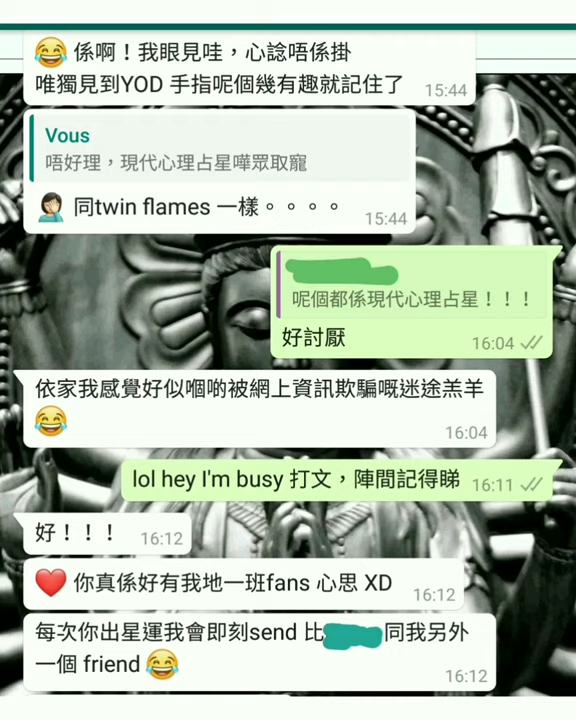 😂 係啊！我眼見哇，心諗唔係掛
唯獨見到YOD 手指呢個幾有趣就記住了
15:44
Vous
唔好理，現代心理占星嘩眾取寵
🤦🏻‍♀️ 同twin flames 一樣。。。。
15:44
呢個都係現代心理占星！！！
好討厭
16:04
依家我感覺好似嗰啲被網上資訊欺騙嘅迷途羔羊
😂
16:04
lol hey I'm busy 打文，陣間記得睇
16:11
好！！！
16:12
❤️ 你真係好有我地一班fans 心思 XD
16:12
每次你出星運我會即刻send 比 同我另外
一個 friend 😂
16:12